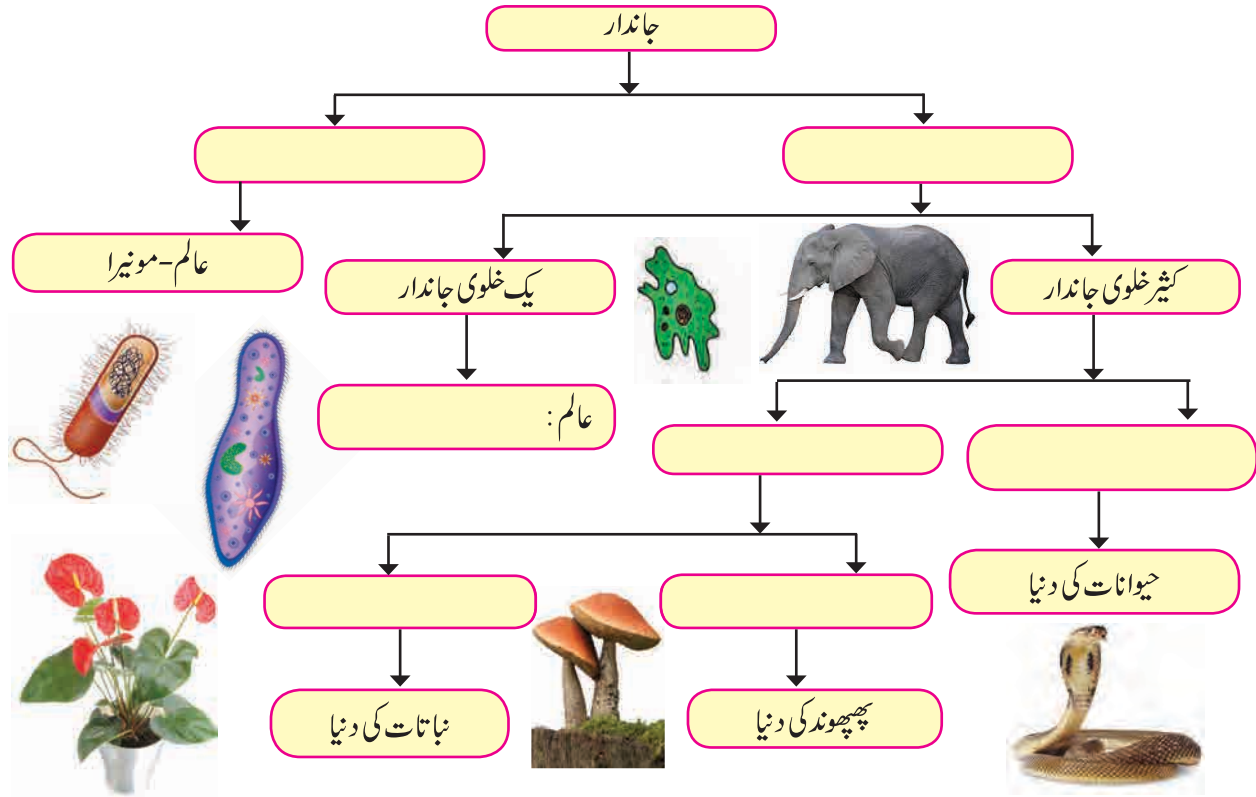 جاندار
عالم-مونیرا
یک خلوی جاندار
کثیر خلوی جاندار
عالم :
حیوانات کی دنیا
نباتات کی دنیا
پھپھوند کی دنیا